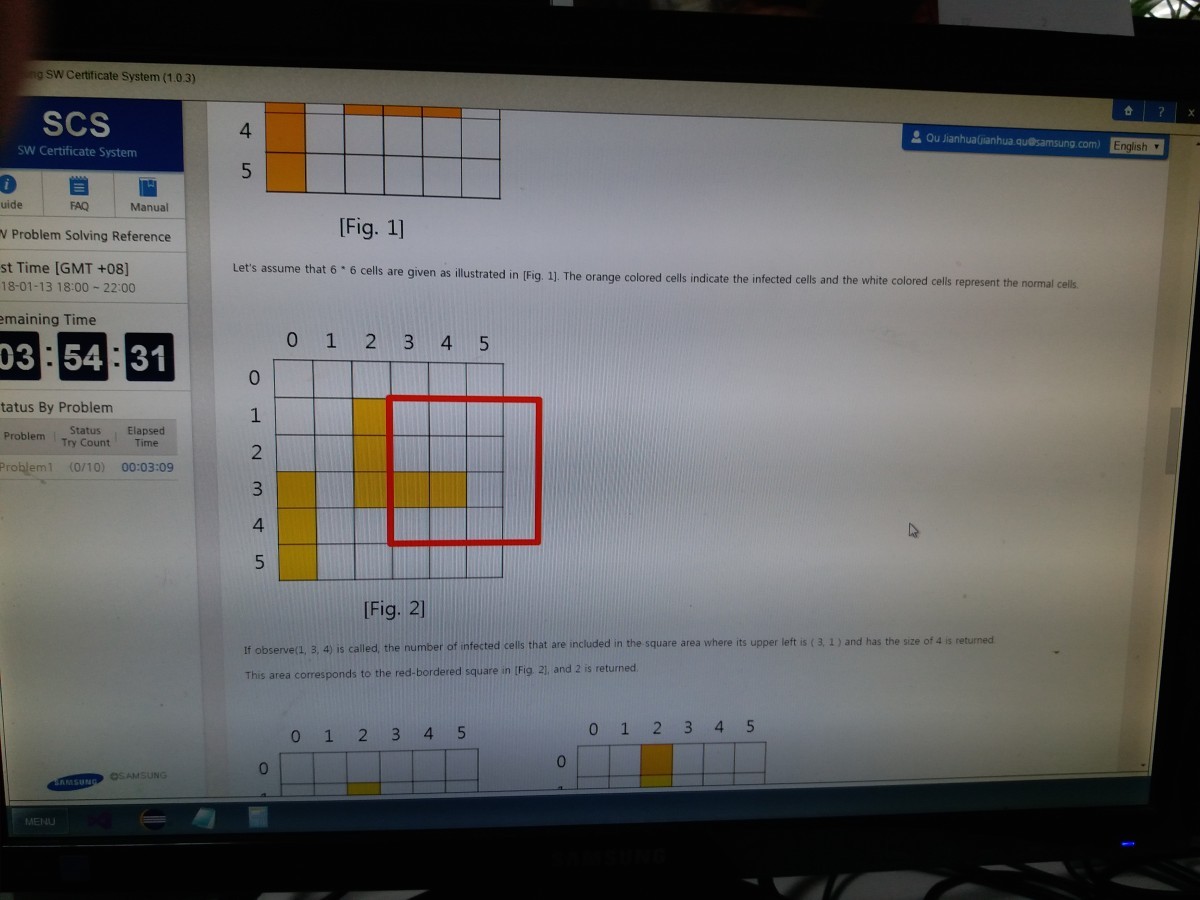 ng SW Certificate System (1.0.3)
SCS
SW Certificate System
? x
Qu Jianhua(jianhua.qu@samsung.com) English
uide FAQ Manual
W Problem Solving Reference
st Time [GMT +08]
18-01-13 18:00 ~ 22:00
emaining Time
03:54:31
tatus By Problem
Problem Status Try Count Elapsed Time
Problem1 (0/10) 00:03:09
SAMSUNG ©SAMSUNG
4
5
[Fig. 1]
Let's assume that 6 * 6 cells are given as illustrated in [Fig. 1]. The orange colored cells indicate the infected cells and the white colored cells represent the normal cells.
0 1 2 3 4 5
0
1
2
3
4
5
[Fig. 2]
If observe(1, 3, 4) is called, the number of infected cells that are included in the square area where its upper left is ( 3, 1 ) and has the size of 4 is returned.
This area corresponds to the red-bordered square in [Fig. 2], and 2 is returned.
0 1 2 3 4 5
0
0 1 2 3 4 5
0
MENU
SAMSUNG